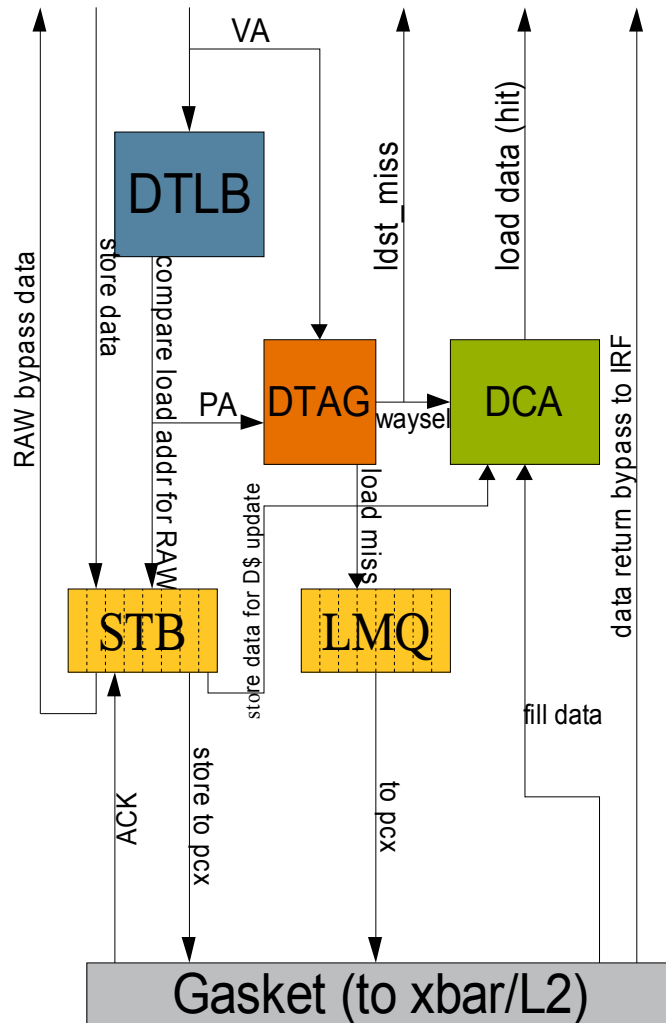 VA
DTLB
RAW bypass data
store data
compare load addr for RAW
ldst_miss
load data (hit)
data return bypass to IRF
PA
DTAG
waysel
DCA
load miss
store data for D$ update
STB
LMQ
fill data
ACK
store to pcx
to pcx
Gasket (to xbar/L2)